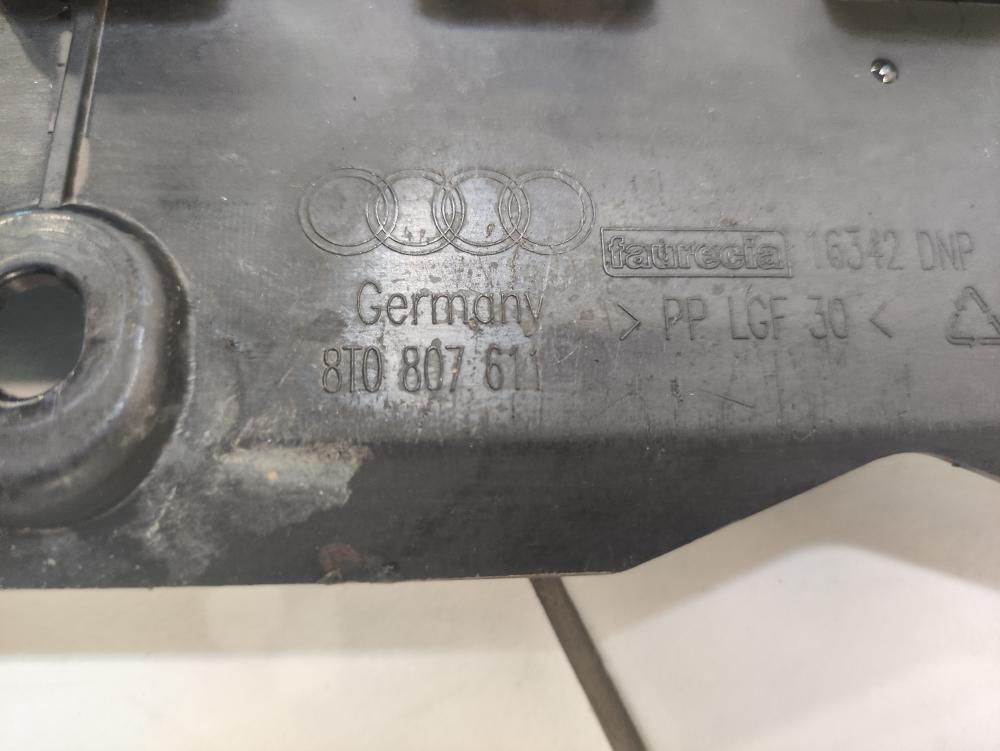 Germany
8T0 807 611
faurecia 16342 DNP
> PP LGF 30 <